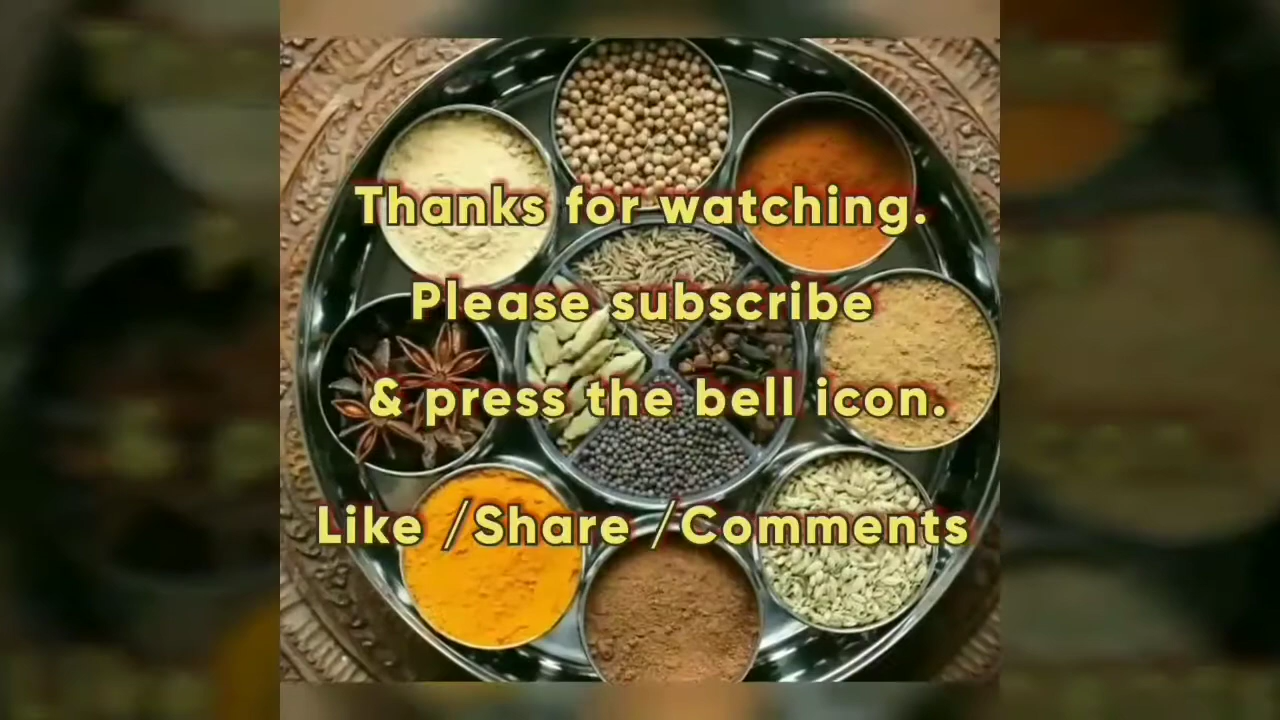 Thanks for watching.
Please subscribe
& press the bell icon.
Like /Share /Comments